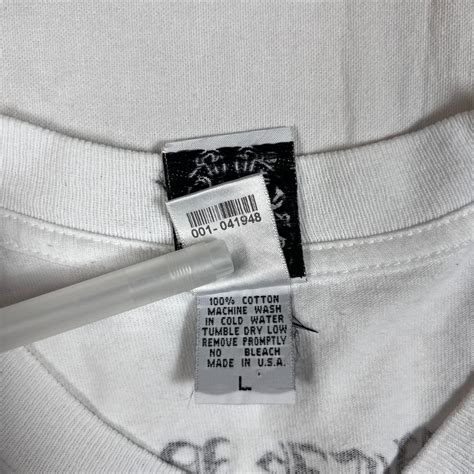 001-041948
100% COTTON
MACHINE WASH
IN COLD WATER
TUMBLE DRY LOW
REMOVE PROMPTLY
NO BLEACH
MADE IN U.S.A.
L